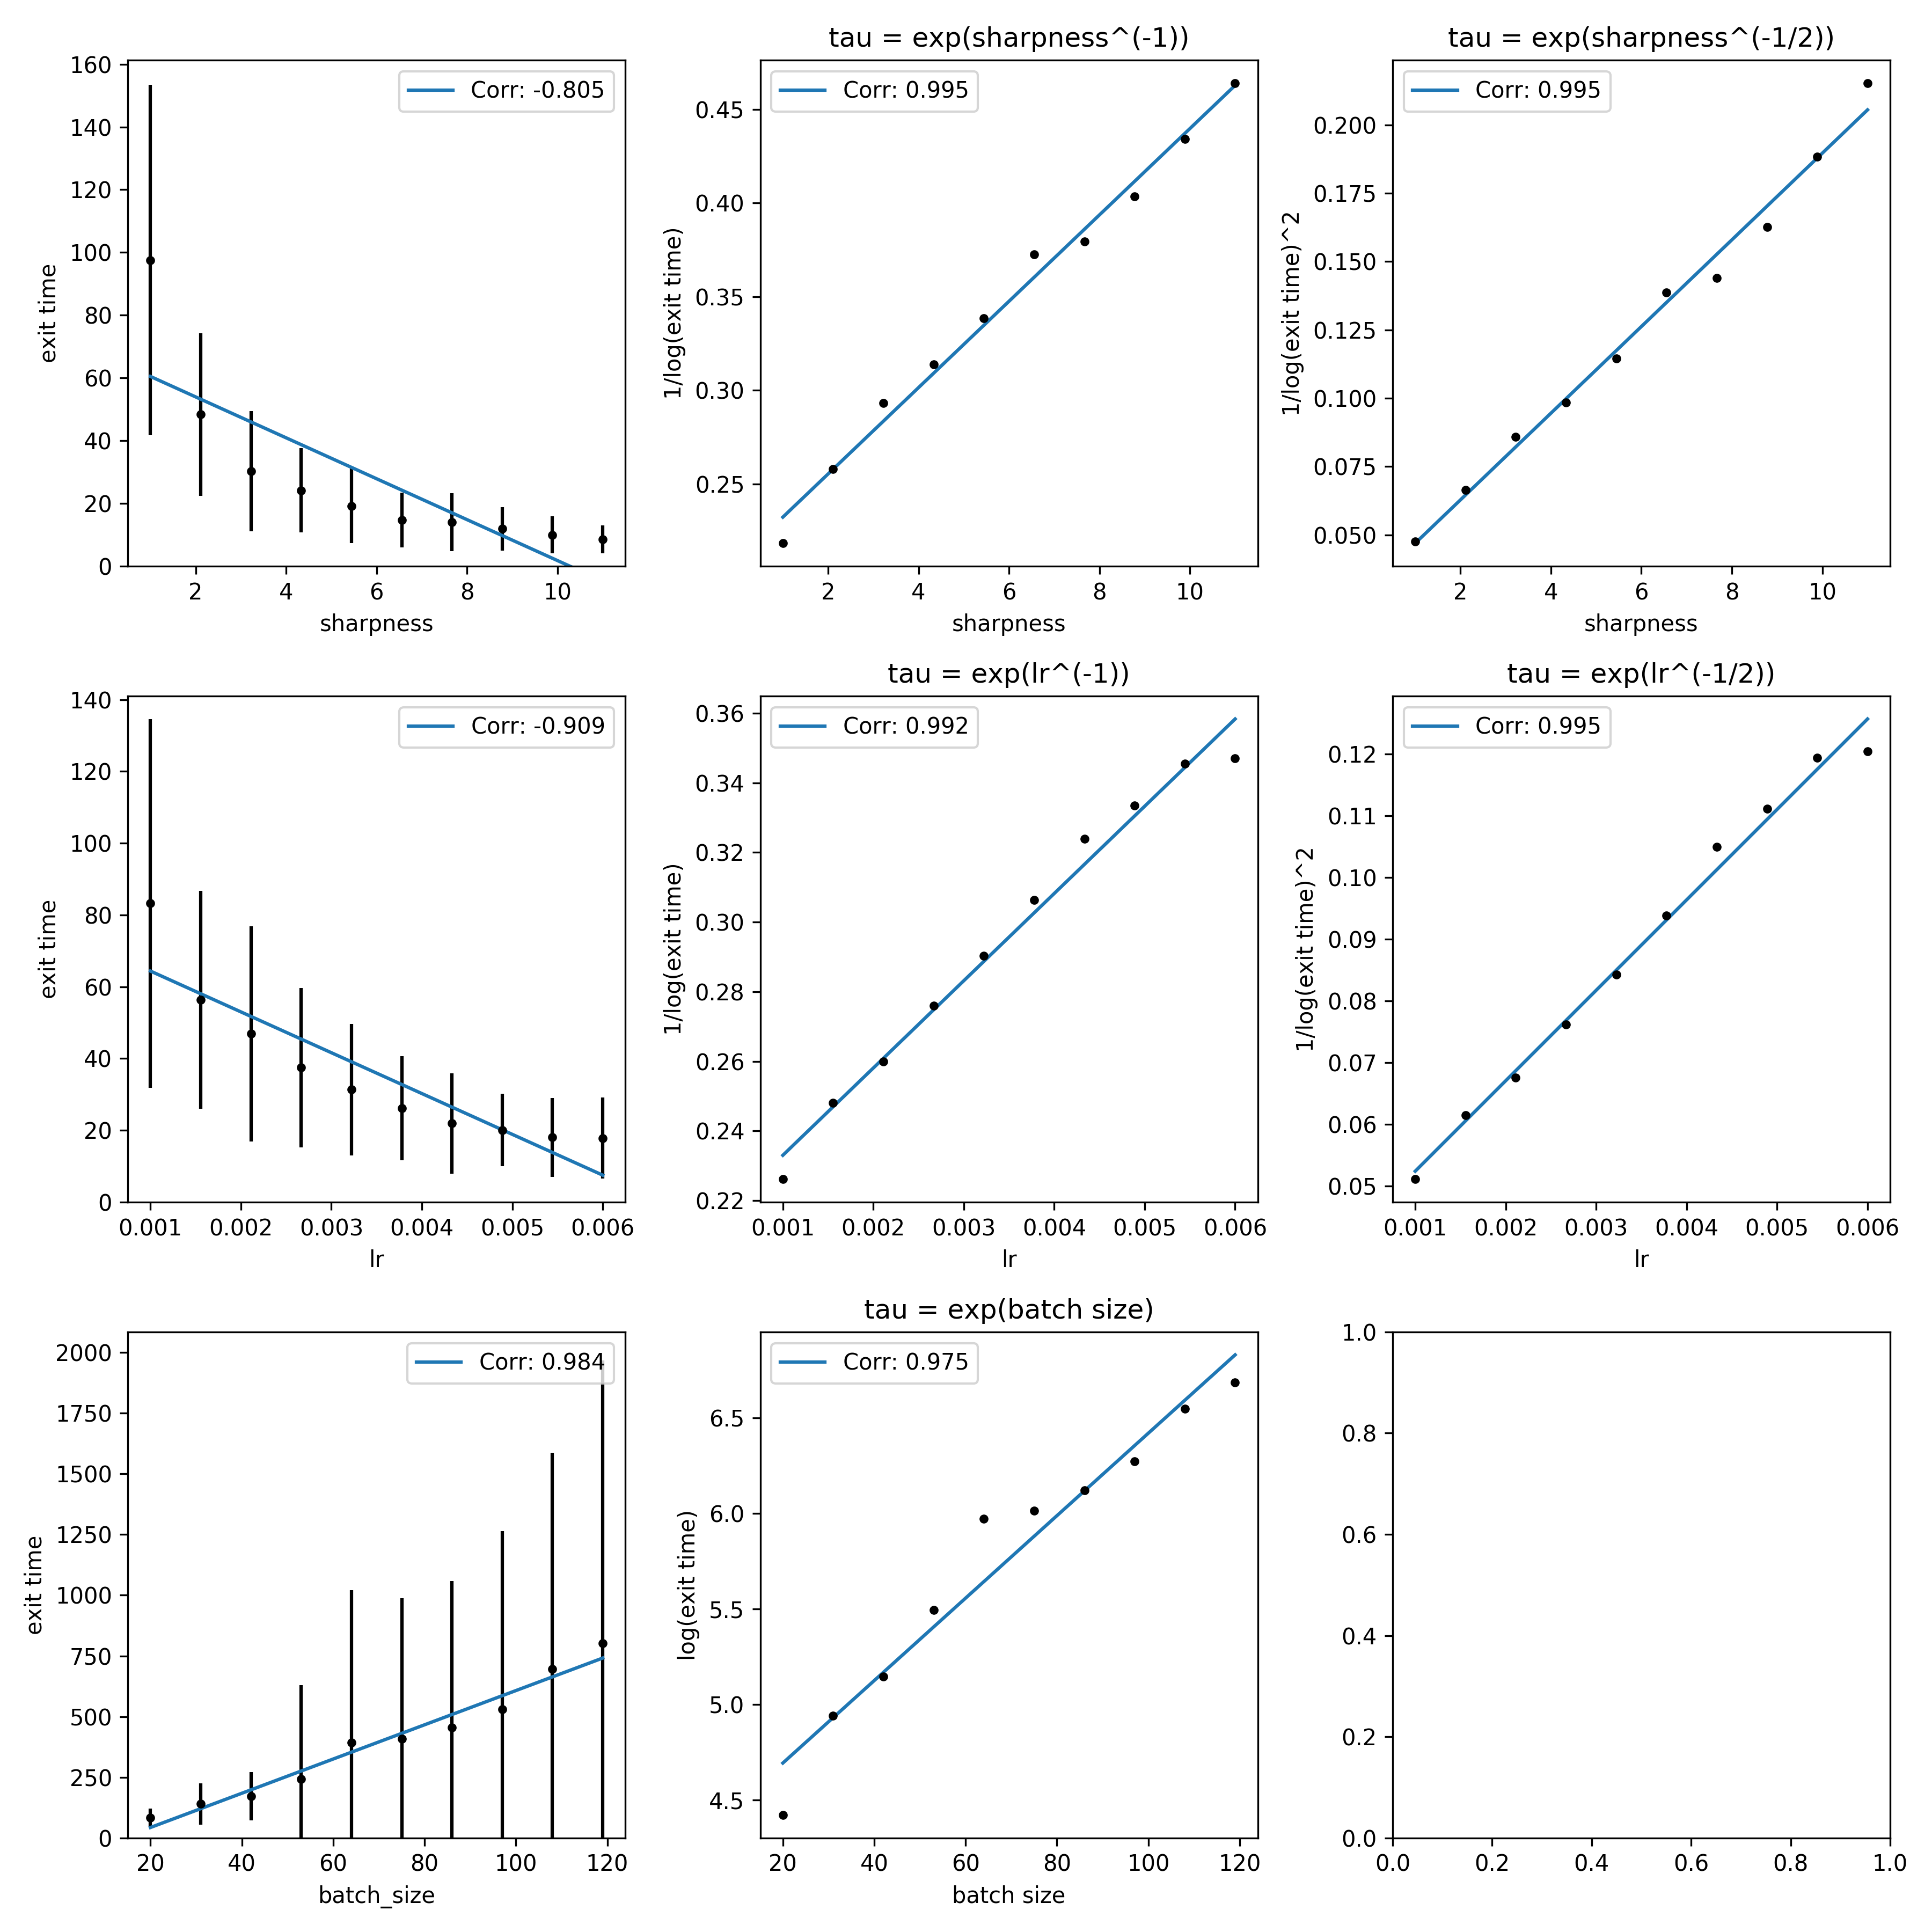 160
140
120
100
80
60
40
20
0
exit time
Corr: -0.805
2 4 6 8 10
sharpness
tau = exp(sharpness^(-1))
0.45
0.40
0.35
0.30
0.25
1/log(exit time)
Corr: 0.995
2 4 6 8 10
sharpness
tau = exp(sharpness^(-1/2))
0.200
0.175
0.150
0.125
0.100
0.075
0.050
1/log(exit time)^2
Corr: 0.995
2 4 6 8 10
sharpness
140
120
100
80
60
40
20
0
exit time
Corr: -0.909
0.001 0.002 0.003 0.004 0.005 0.006
lr
tau = exp(lr^(-1))
0.36
0.34
0.32
0.30
0.28
0.26
0.24
0.22
1/log(exit time)
Corr: 0.992
0.001 0.002 0.003 0.004 0.005 0.006
lr
tau = exp(lr^(-1/2))
0.12
0.11
0.10
0.09
0.08
0.07
0.06
0.05
1/log(exit time)^2
Corr: 0.995
0.001 0.002 0.003 0.004 0.005 0.006
lr
2000
1750
1500
1250
1000
750
500
250
0
exit time
Corr: 0.984
20 40 60 80 100 120
batch_size
tau = exp(batch size)
6.5
6.0
5.5
5.0
4.5
log(exit time)
Corr: 0.975
20 40 60 80 100 120
batch size
1.0
0.8
0.6
0.4
0.2
0.0
0.0 0.2 0.4 0.6 0.8 1.0